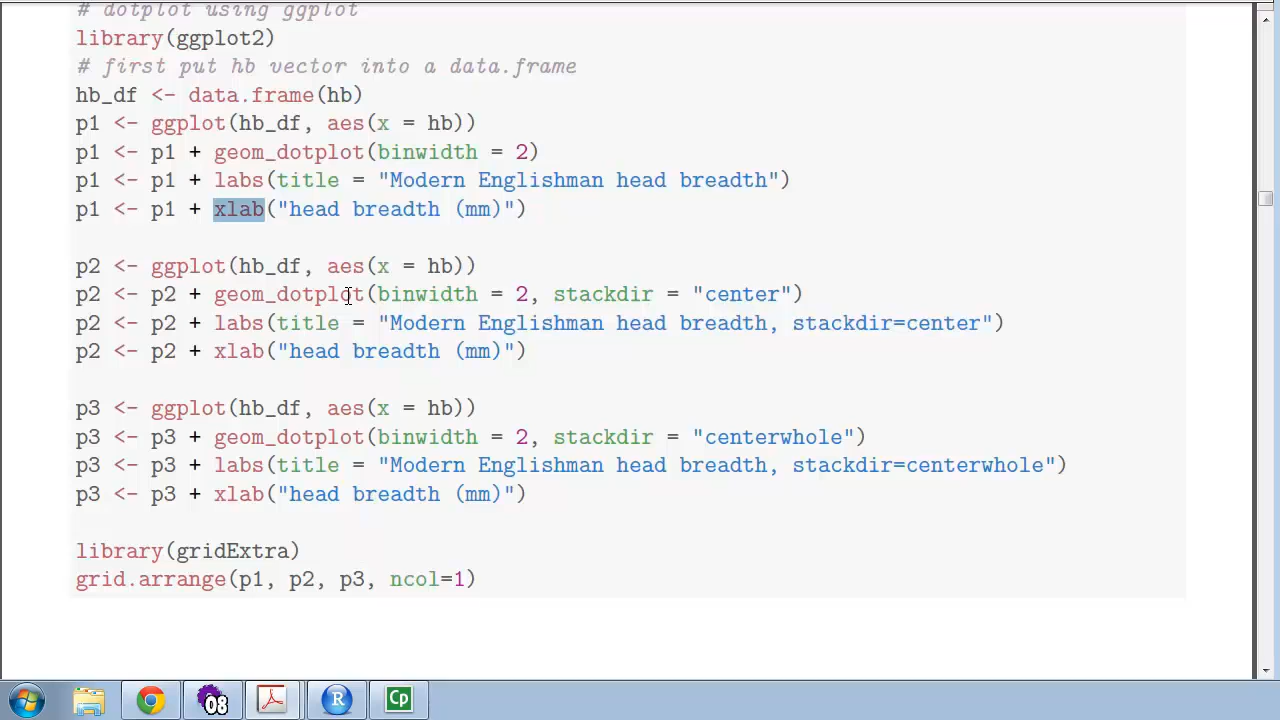 # dotplot using ggplot
library(ggplot2)
# first put hb vector into a data.frame
hb_df <- data.frame(hb)
p1 <- ggplot(hb_df, aes(x = hb))
p1 <- p1 + geom_dotplot(binwidth = 2)
p1 <- p1 + labs(title = "Modern Englishman head breadth")
p1 <- p1 + xlab("head breadth (mm)")
p2 <- ggplot(hb_df, aes(x = hb))
p2 <- p2 + geom_dotplot(binwidth = 2, stackdir = "center")
p2 <- p2 + labs(title = "Modern Englishman head breadth, stackdir=center")
p2 <- p2 + xlab("head breadth (mm)")
p3 <- ggplot(hb_df, aes(x = hb))
p3 <- p3 + geom_dotplot(binwidth = 2, stackdir = "centerwhole")
p3 <- p3 + labs(title = "Modern Englishman head breadth, stackdir=centerwhole")
p3 <- p3 + xlab("head breadth (mm)")
library(gridExtra)
grid.arrange(p1, p2, p3, ncol=1)
08
R
Cp